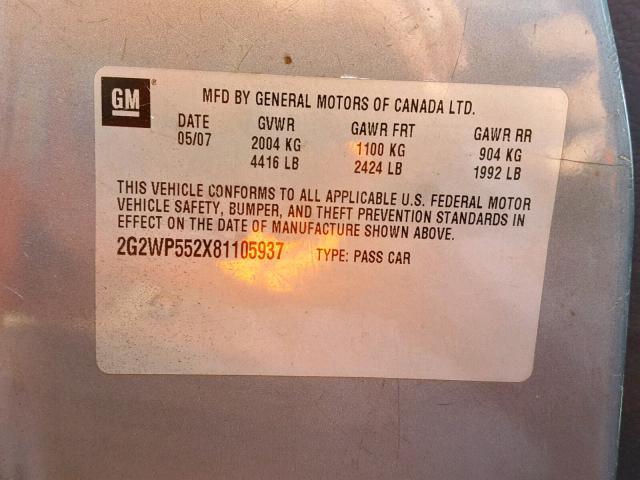 GM®
MFD BY GENERAL MOTORS OF CANADA LTD.
DATE GVWR GAWR FRT GAWR RR
05/07 2004 KG 1100 KG 904 KG
4416 LB 2424 LB 1992 LB
THIS VEHICLE CONFORMS TO ALL APPLICABLE U.S. FEDERAL MOTOR
VEHICLE SAFETY, BUMPER, AND THEFT PREVENTION STANDARDS IN
EFFECT ON THE DATE OF MANUFACTURE SHOWN ABOVE.
2G2WP552X81105937 TYPE: PASS CAR